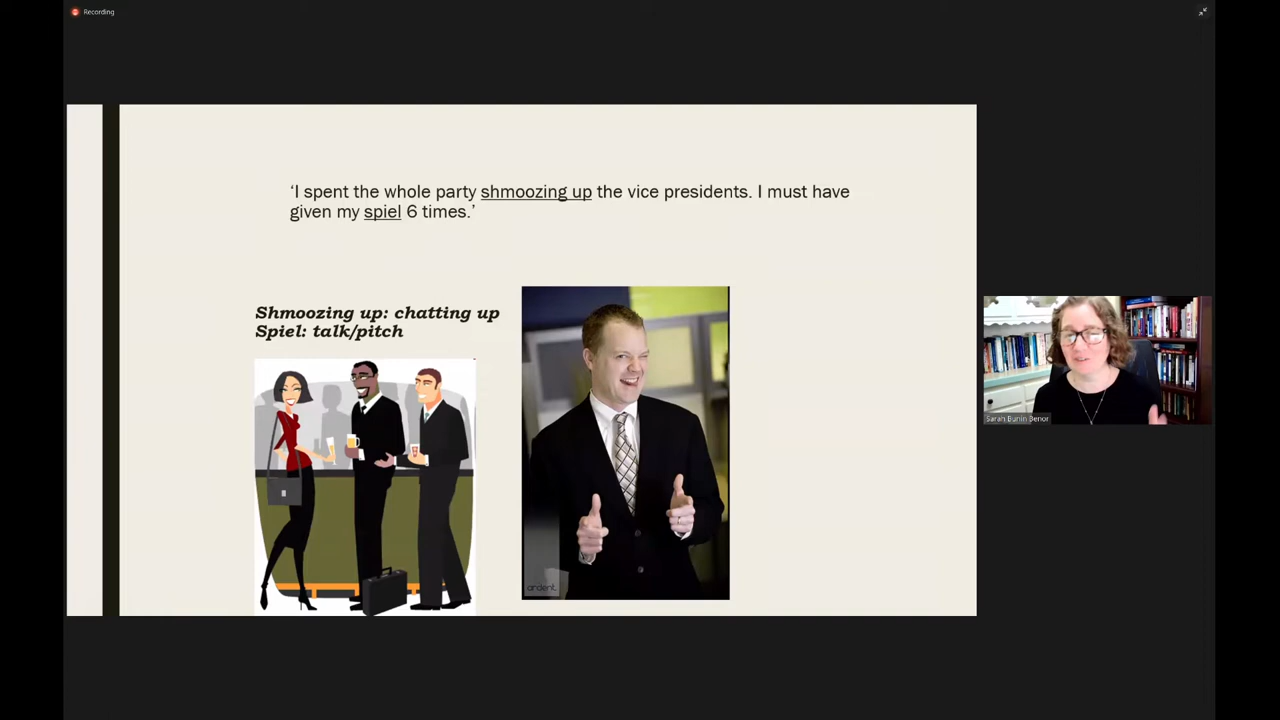 Recording
‘I spent the whole party shmoozing up the vice presidents. I must have
given my spiel 6 times.’
Shmoozing up: chatting up
Spiel: talk/pitch
ardent.
Sarah Bunin Benor